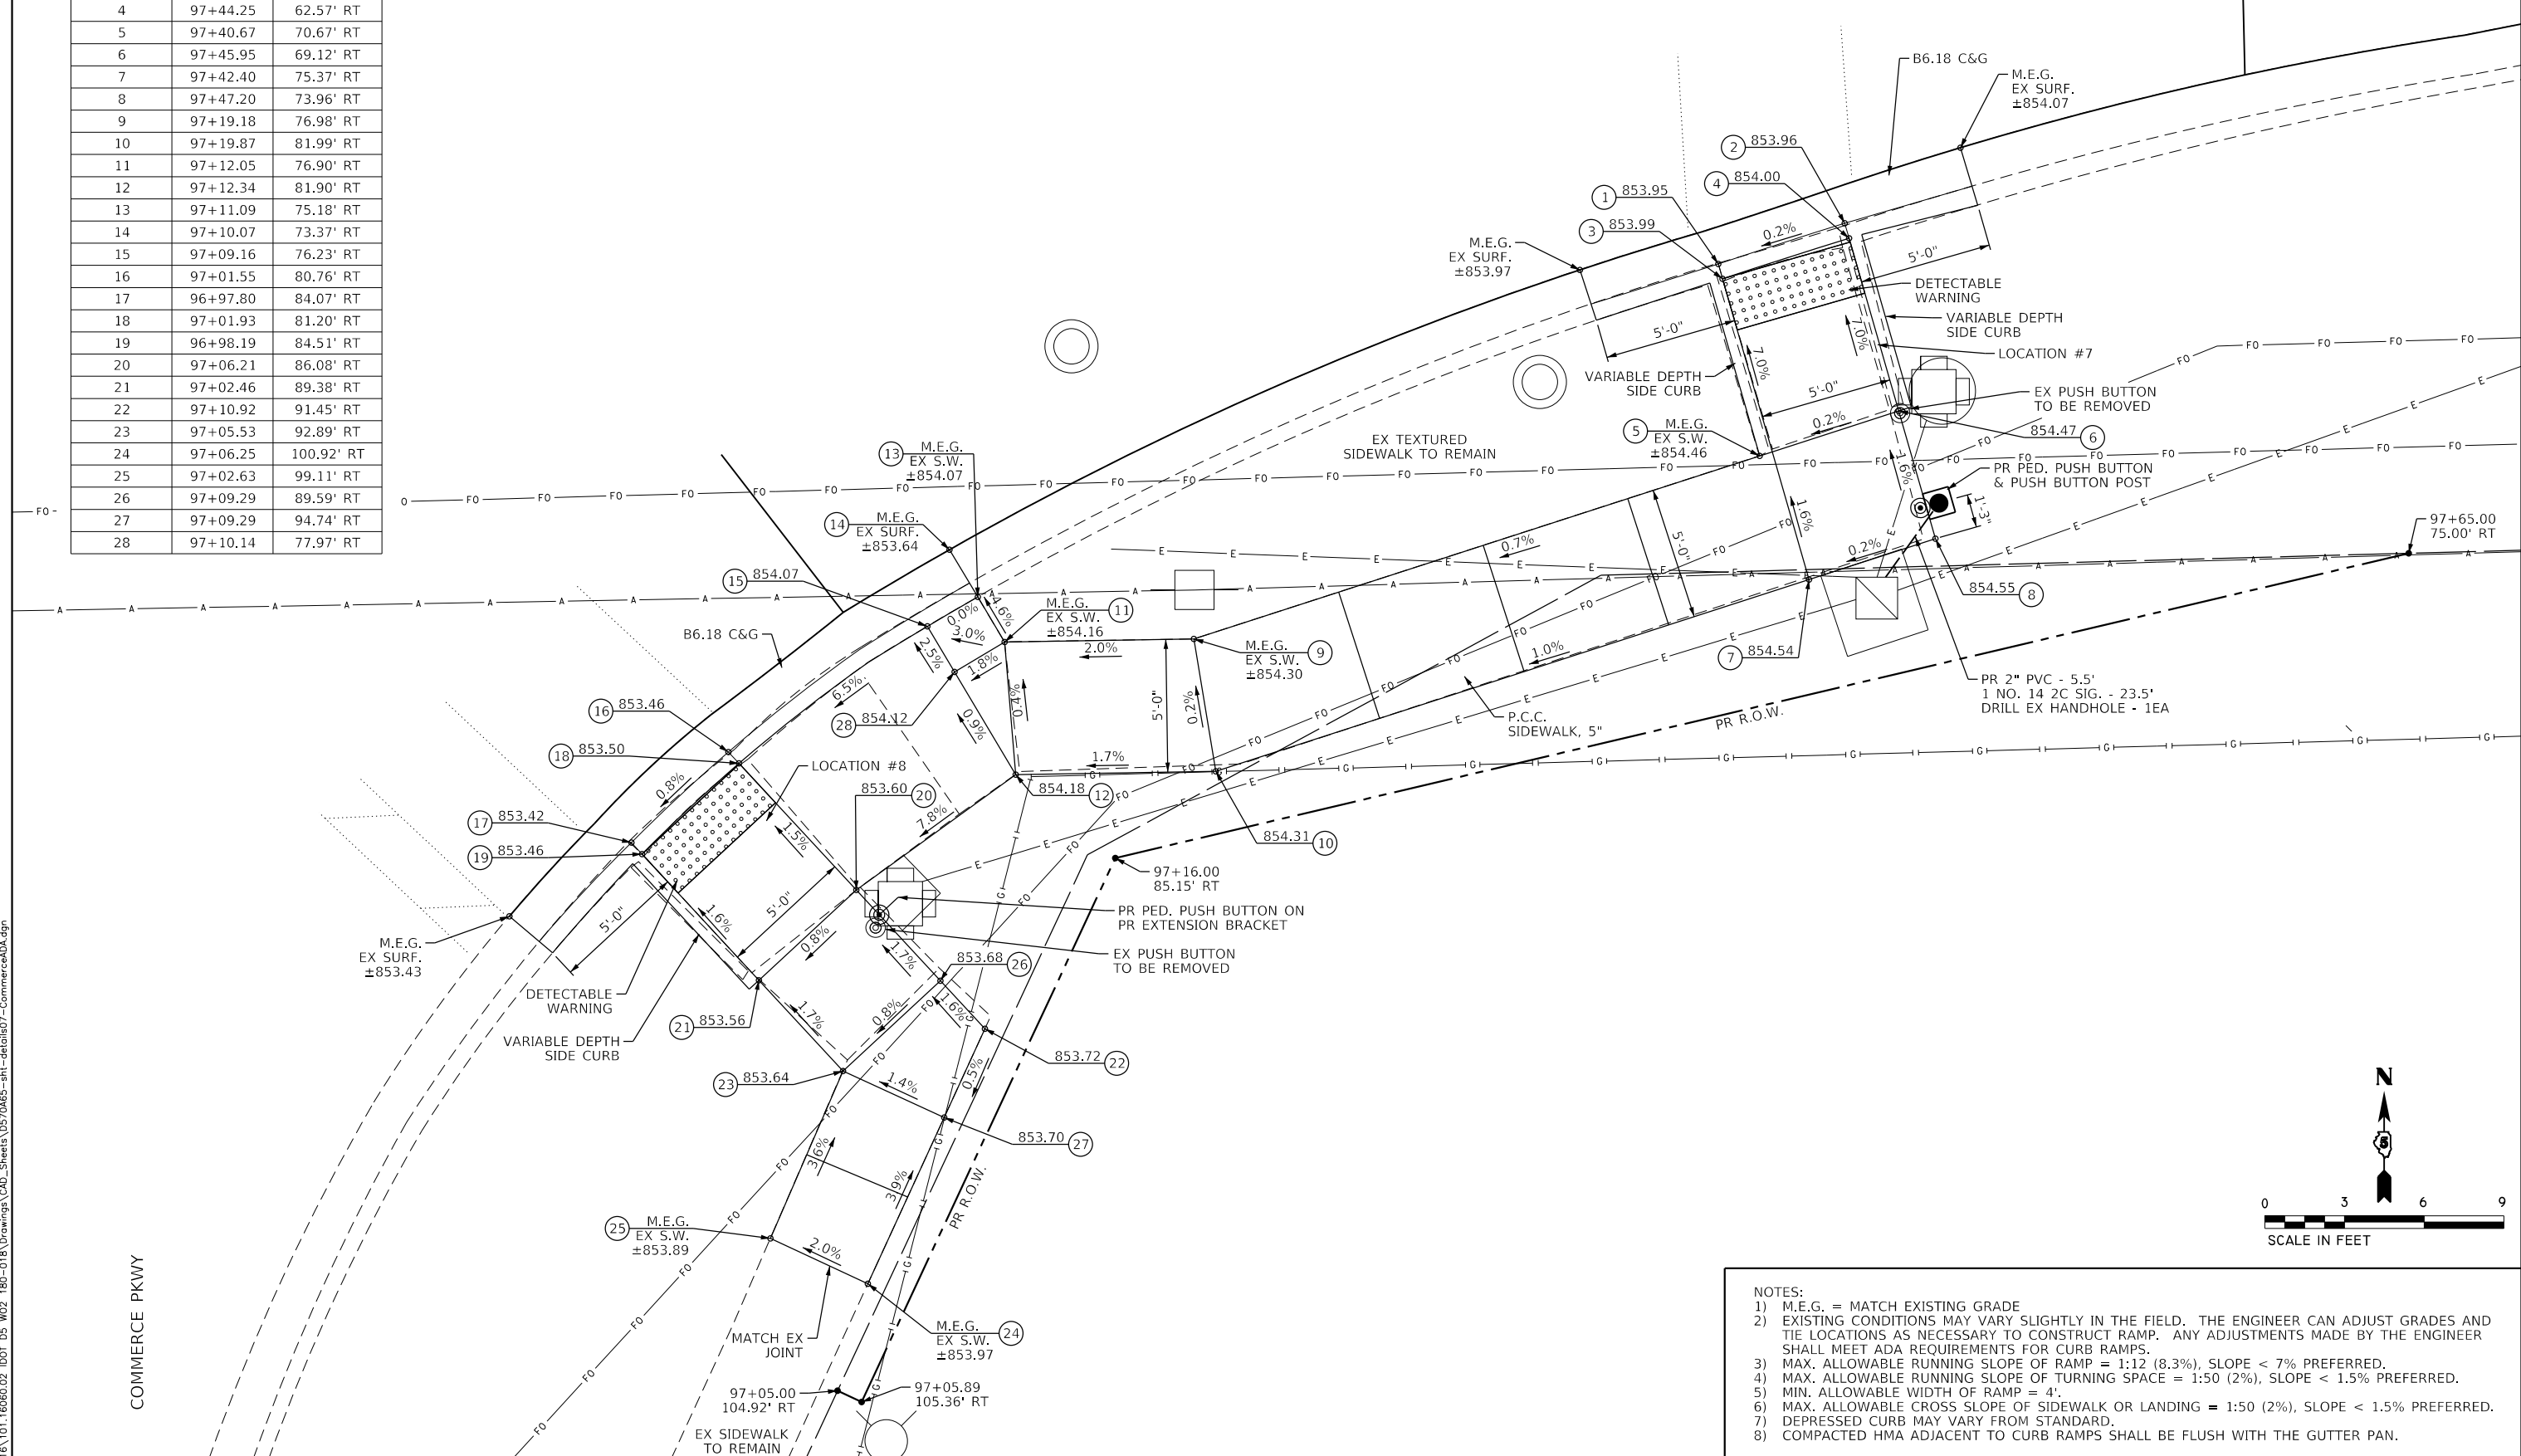 4 97+44.25 62.57' RT
5 97+40.67 70.67' RT
6 97+45.95 69.12' RT
7 97+42.40 75.37' RT
8 97+47.20 73.96' RT
9 97+19.18 76.98' RT
10 97+19.87 81.99' RT
11 97+12.05 76.90' RT
12 97+12.34 81.90' RT
13 97+11.09 75.18' RT
14 97+10.07 73.37' RT
15 97+09.16 76.23' RT
16 97+01.55 80.76' RT
17 96+97.80 84.07' RT
18 97+01.93 81.20' RT
19 96+98.19 84.51' RT
20 97+06.21 86.08' RT
21 97+02.46 89.38' RT
22 97+10.92 91.45' RT
23 97+05.53 92.89' RT
24 97+06.25 100.92' RT
25 97+02.63 99.11' RT
26 97+09.29 89.59' RT
27 97+09.29 94.74' RT
28 97+10.14 77.97' RT
B6.18 C&G
M.E.G.
EX SURF.
±854.07
2 853.96
4 854.00
1 853.95
3 853.99
M.E.G.
EX SURF.
±853.97
0.2%
5'-0"
5'-0"
DETECTABLE
WARNING
VARIABLE DEPTH
SIDE CURB
LOCATION #7
7.0%
7.0%
VARIABLE DEPTH
SIDE CURB
5'-0"
EX PUSH BUTTON
TO BE REMOVED
0.2%
854.47 6
5 M.E.G.
EX S.W.
±854.46
EX TEXTURED
SIDEWALK TO REMAIN
PR PED. PUSH BUTTON
& PUSH BUTTON POST
1.6%
1.6%
1'-3"
97+65.00
75.00' RT
13 M.E.G.
EX S.W.
±854.07
14 M.E.G.
EX SURF.
±853.64
15 854.07
0.7%
5'-0"
0.2%
854.55 8
7 854.54
1.0%
PR 2" PVC - 5.5'
1 NO. 14 2C SIG. - 23.5'
DRILL EX HANDHOLE - 1EA
P.C.C.
SIDEWALK, 5"
PR R.O.W.
B6.18 C&G
0.0%
4.6%
3.0%
2.5%
1.8%
M.E.G. 11
EX S.W.
±854.16
2.0%
M.E.G.
EX S.W. 9
±854.30
6.5%
0.4%
5'-0"
0.2%
0.9%
28 854.12
1.7%
16 853.46
18 853.50
LOCATION #8
853.60 20
854.18 12
7.8%
854.31 10
0.8%
17 853.42
19 853.46
1.5%
97+16.00
85.15' RT
PR PED. PUSH BUTTON ON
PR EXTENSION BRACKET
EX PUSH BUTTON
TO BE REMOVED
M.E.G.
EX SURF.
±853.43
5'-0"
1.6%
5'-0"
0.8%
1.7%
853.68 26
DETECTABLE
WARNING
21 853.56
1.7%
0.8%
1.6%
VARIABLE DEPTH
SIDE CURB
853.72 22
23 853.64
1.4%
0.5%
853.70 27
3.6%
3.9%
PR R.O.W.
25 M.E.G.
EX S.W.
±853.89
2.0%
MATCH EX
JOINT
M.E.G. 24
EX S.W.
±853.97
97+05.00
104.92' RT
97+05.89
105.36' RT
EX SIDEWALK
TO REMAIN
COMMERCE PKWY
N
5
0 3 6 9
SCALE IN FEET
NOTES:
1) M.E.G. = MATCH EXISTING GRADE
2) EXISTING CONDITIONS MAY VARY SLIGHTLY IN THE FIELD. THE ENGINEER CAN ADJUST GRADES AND
TIE LOCATIONS AS NECESSARY TO CONSTRUCT RAMP. ANY ADJUSTMENTS MADE BY THE ENGINEER
SHALL MEET ADA REQUIREMENTS FOR CURB RAMPS.
3) MAX. ALLOWABLE RUNNING SLOPE OF RAMP = 1:12 (8.3%), SLOPE < 7% PREFERRED.
4) MAX. ALLOWABLE RUNNING SLOPE OF TURNING SPACE = 1:50 (2%), SLOPE < 1.5% PREFERRED.
5) MIN. ALLOWABLE WIDTH OF RAMP = 4'.
6) MAX. ALLOWABLE CROSS SLOPE OF SIDEWALK OR LANDING = 1:50 (2%), SLOPE < 1.5% PREFERRED.
7) DEPRESSED CURB MAY VARY FROM STANDARD.
8) COMPACTED HMA ADJACENT TO CURB RAMPS SHALL BE FLUSH WITH THE GUTTER PAN.